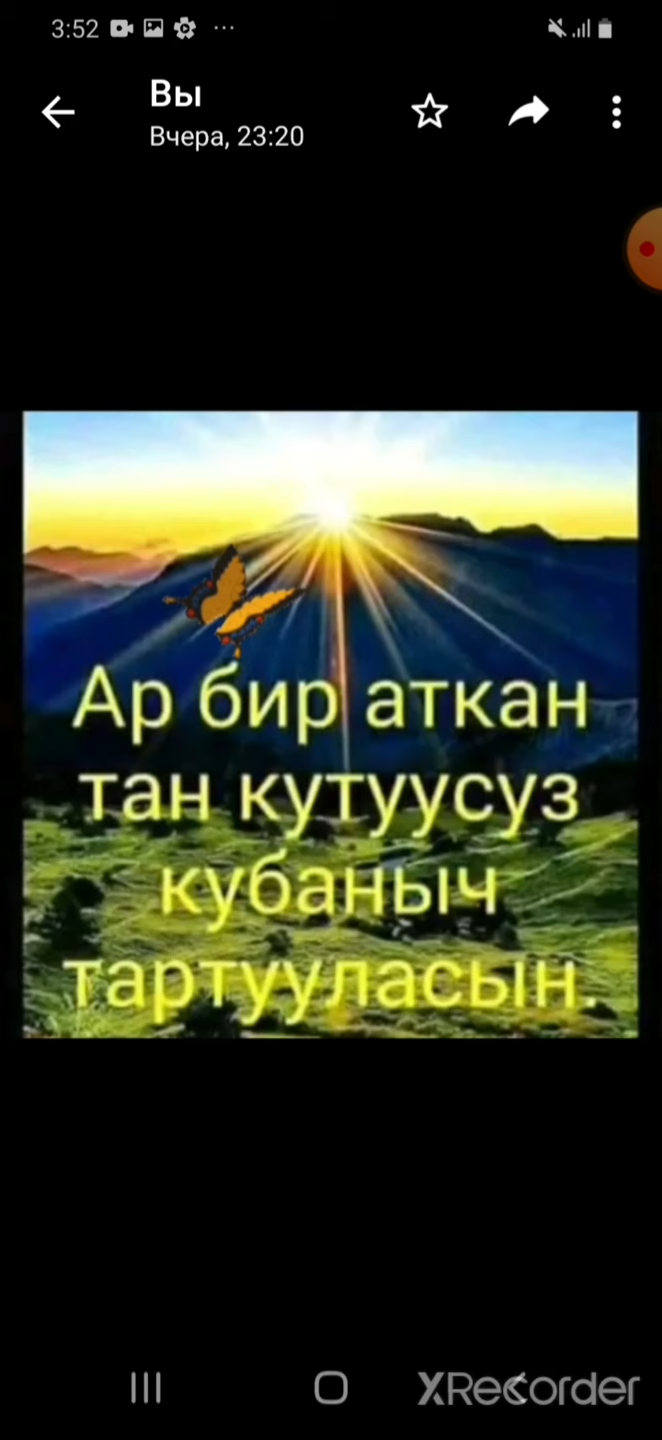 3:52
Вы
Вчера, 23:20
Ар бир аткан
тан кутуусуз
кубаныч
тартууласын.
XRecorder